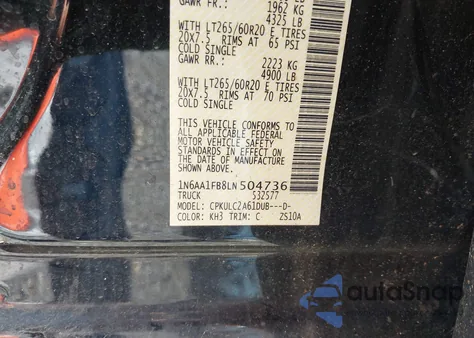 GAWR FR.: 1962 KG
4325 LB
WITH LT265/60R20 E TIRES
20X7.5 RIMS AT 65 PSI
COLD SINGLE
GAWR RR.: 2223 KG
4900 LB
WITH LT265/60R20 E TIRES
20X7.5 RIMS AT 70 PSI
COLD SINGLE
THIS VEHICLE CONFORMS TO
ALL APPLICABLE FEDERAL
MOTOR VEHICLE SAFETY
STANDARDS IN EFFECT ON
THE DATE OF MANUFACTURE
SHOWN ABOVE.
1N6AA1FB8LN504736
TRUCK 532S77
MODEL: CPKULC2A61DUB---D-
COLOR: KH3 TRIM: C 2S10A
autoSnap